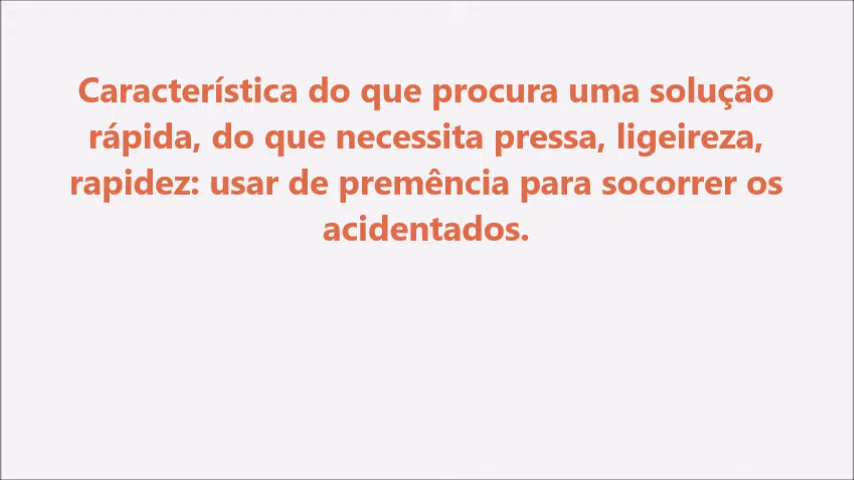 Característica do que procura uma solução
rápida, do que necessita pressa, ligeireza,
rapidez: usar de premência para socorrer os
acidentados.